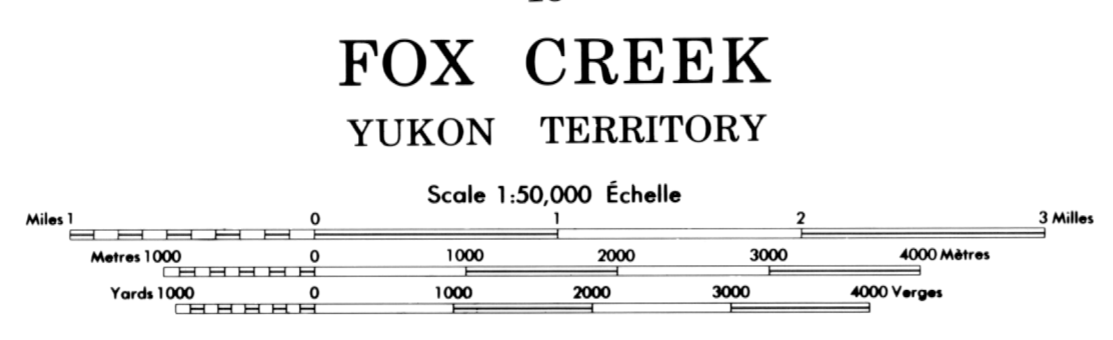 FOX CREEK
YUKON TERRITORY
Scale 1:50,000 Échelle
Miles 1 0 1 2 3 Milles
Metres 1000 0 1000 2000 3000 4000 Mètres
Yards 1000 0 1000 2000 3000 4000 Verges